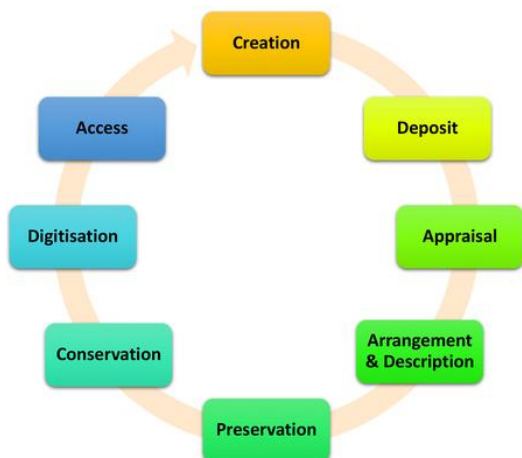 Creation
Deposit
Appraisal
Arrangement
& Description
Preservation
Conservation
Digitisation
Access